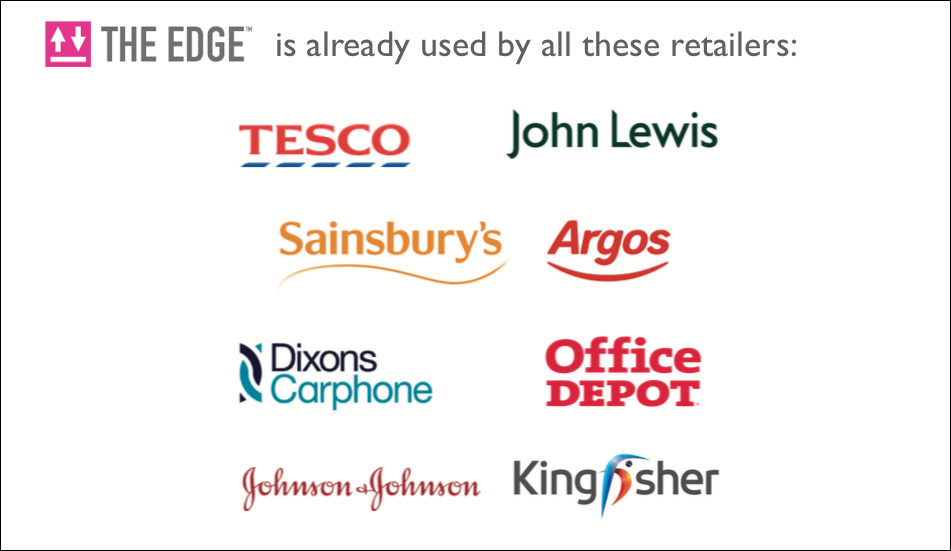 THE EDGE™ is already used by all these retailers:
TESCO John Lewis
Sainsbury's Argos
Dixons Carphone
Office DEPOT
Johnson & Johnson Kingfisher